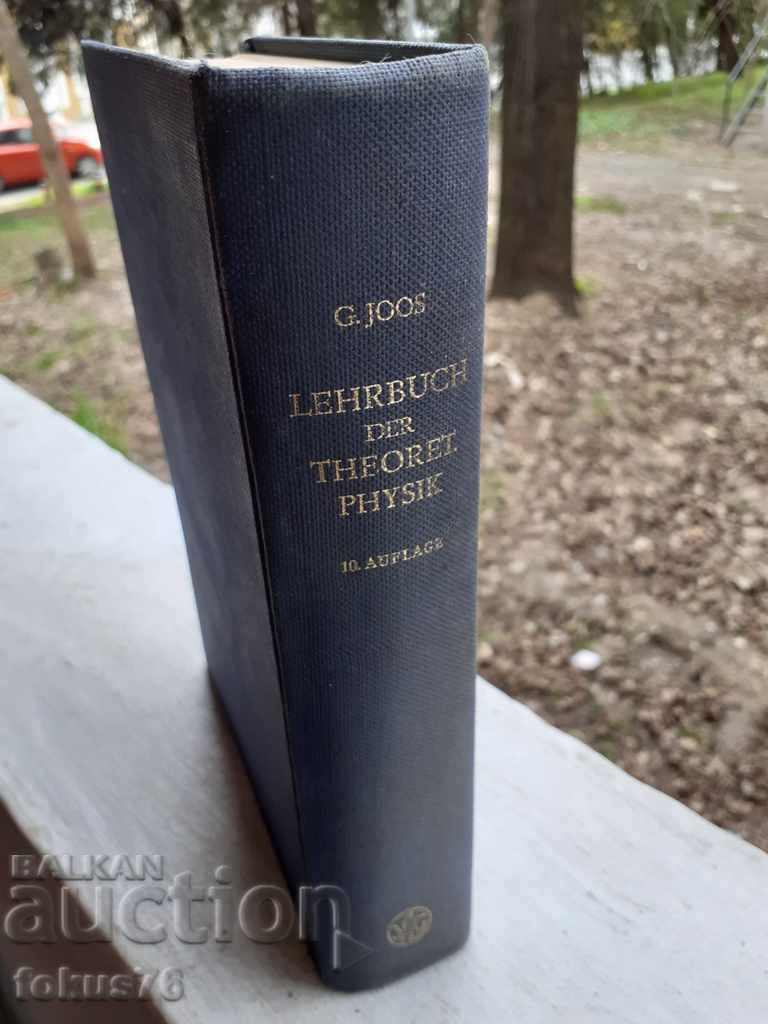 G. JOOS
LEHRBUCH
DER
THEORET.
PHYSIK
10. AUFLAGE
BALKAN
auction
fokus76